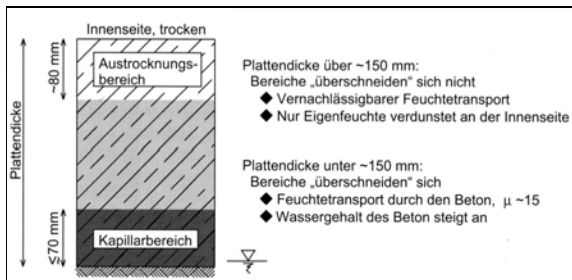 Innenseite, trocken
Austrocknungs-
bereich
~80 mm
Plattendicke
≤70 mm
Kapillarbereich
Plattendicke über ~150 mm:
Bereiche „überschneiden“ sich nicht
◆ Vernachlässigbarer Feuchtetransport
◆ Nur Eigenfeuchte verdunstet an der Innenseite
Plattendicke unter ~150 mm:
Bereiche „überschneiden“ sich
◆ Feuchtetransport durch den Beton, µ ~15
◆ Wassergehalt des Beton steigt an